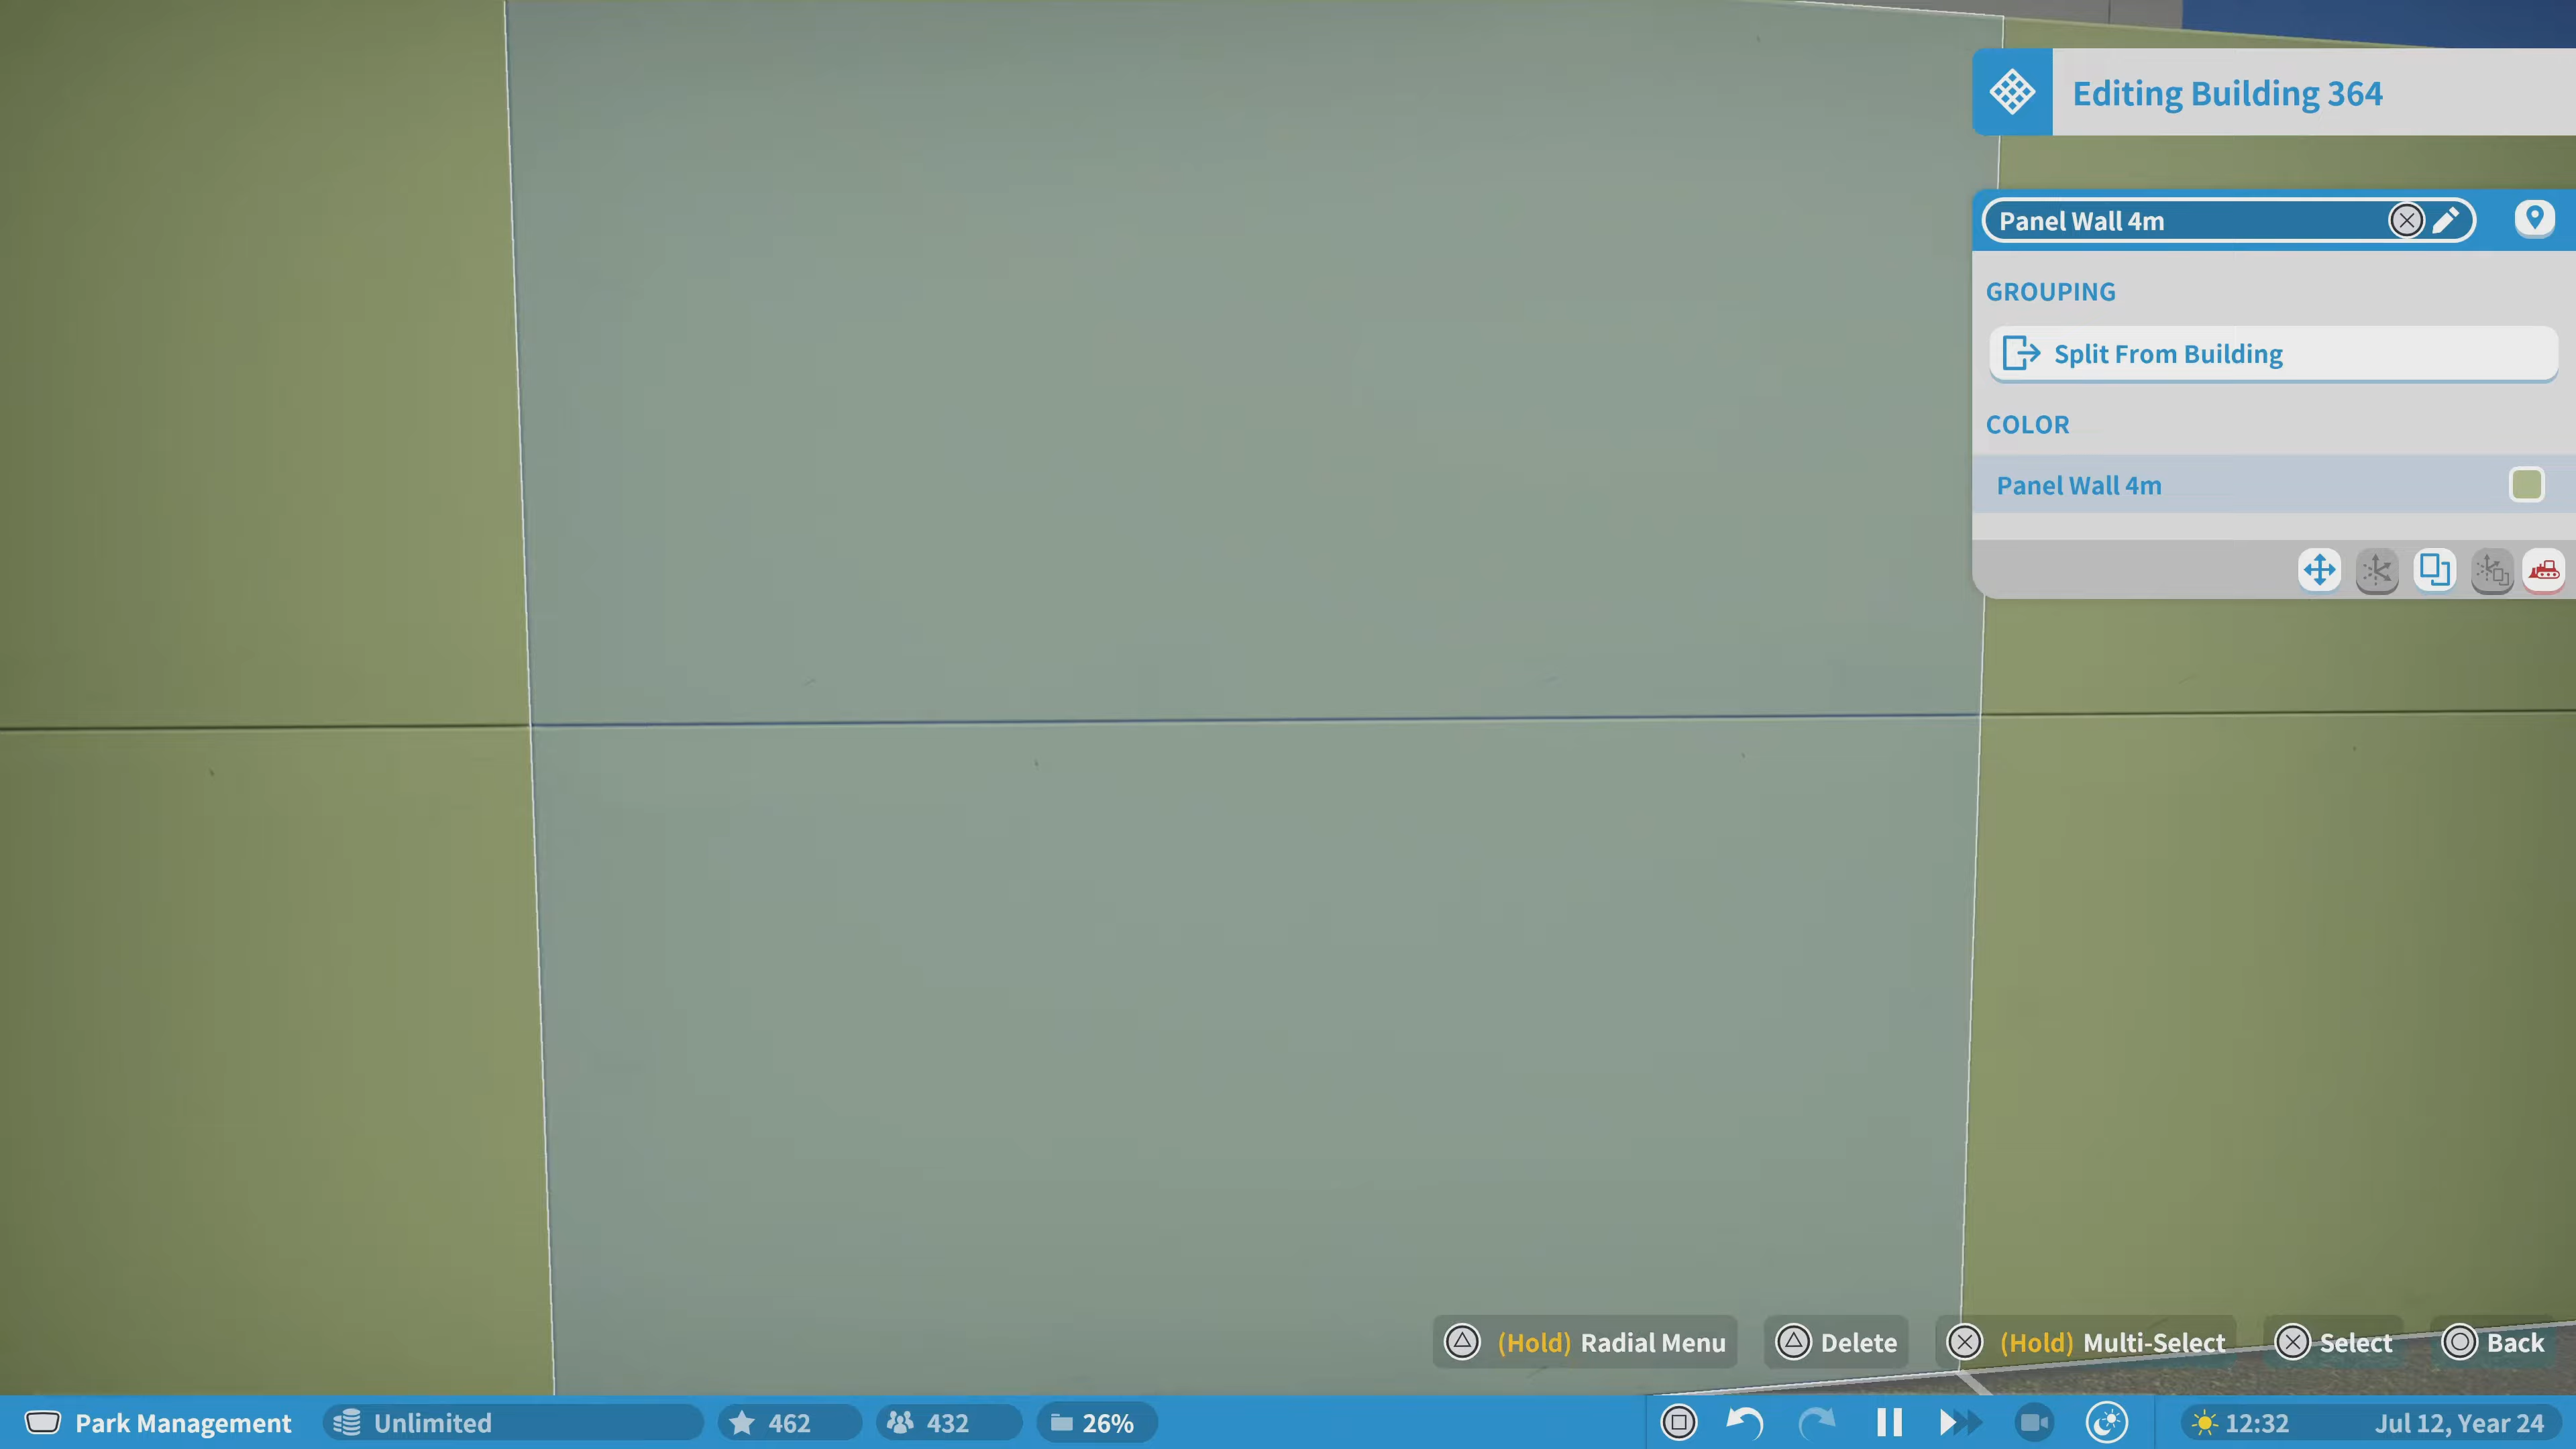 Editing Building 364
Panel Wall 4m
GROUPING
Split From Building
COLOR
Panel Wall 4m
(Hold) Radial Menu
Delete
(Hold) Multi-Select
Select
Back
Park Management
Unlimited
462
432
26%
12:32
Jul 12, Year 24